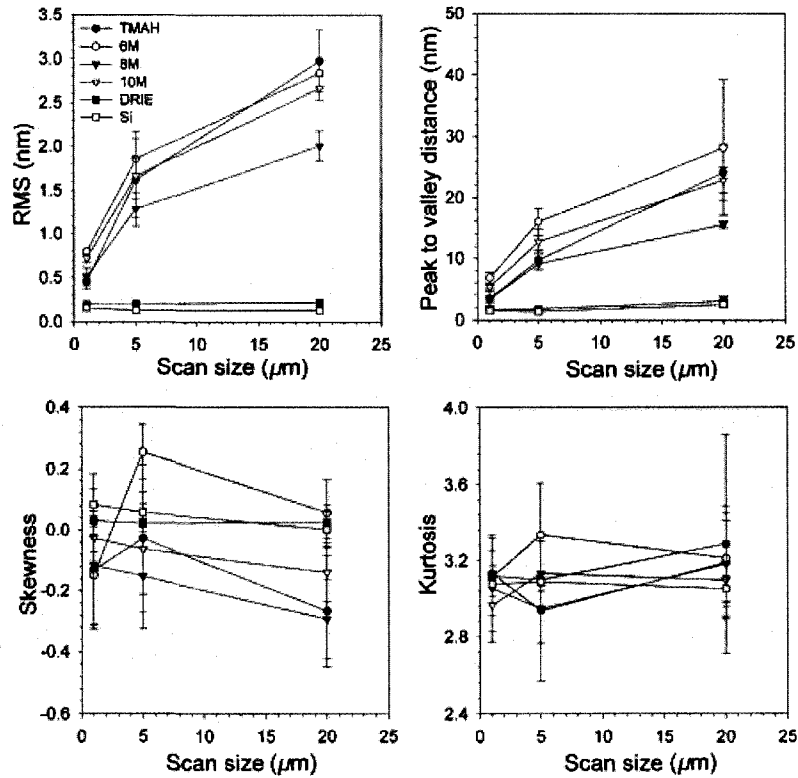 TMAH
6M
8M
10M
DRIE
Si
3.5
3.0
2.5
2.0
1.5
1.0
0.5
0.0
RMS (nm)
0 5 10 15 20 25
Scan size (μm)
50
40
30
20
10
0
Peak to valley distance (nm)
0 5 10 15 20 25
Scan size (μm)
0.4
0.2
0.0
-0.2
-0.4
-0.6
Skewness
0 5 10 15 20 25
Scan size (μm)
4.0
3.6
3.2
2.8
2.4
Kurtosis
0 5 10 15 20 25
Scan size (μm)